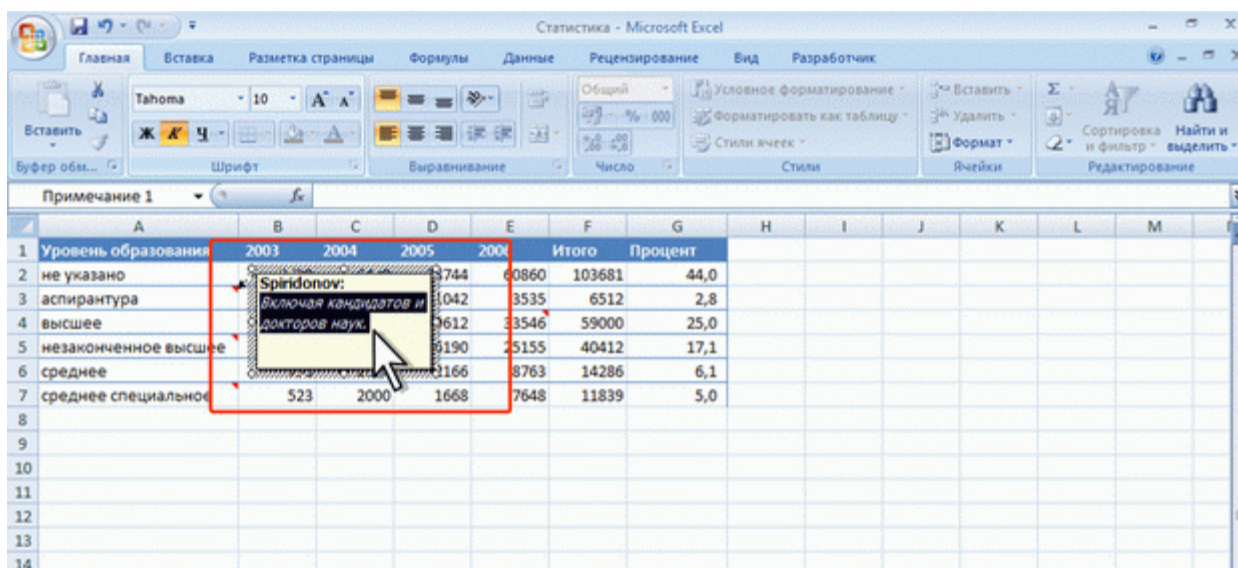 Статистика - Microsoft Excel
Главная Вставка Разметка страницы Формулы Данные Рецензирование Вид Разработчик
Tahoma 10 Общий Условное форматирование Вставить Σ
Вставить Ж К Ч % 000 Форматировать как таблицу Удалить Сортировка и фильтр Найти и выделить
Стили ячеек Формат
Буфер обм... Шрифт Выравнивание Число Стили Ячейки Редактирование
Примечание 1 fx
A B C D E F G H I J K L M
1 Уровень образования 2003 2004 2005 Итого Процент
2 не указано 60860 103681 44,0
3 аспирантура 3535 6512 2,8
4 высшее 33546 59000 25,0
5 незаконченное высшее 25155 40412 17,1
6 среднее 8763 14286 6,1
7 среднее специальное 523 2000 1668 7648 11839 5,0
8
9
10
11
12
13
14
Spiridonov:
Включая кандидатов и
докторов наук.